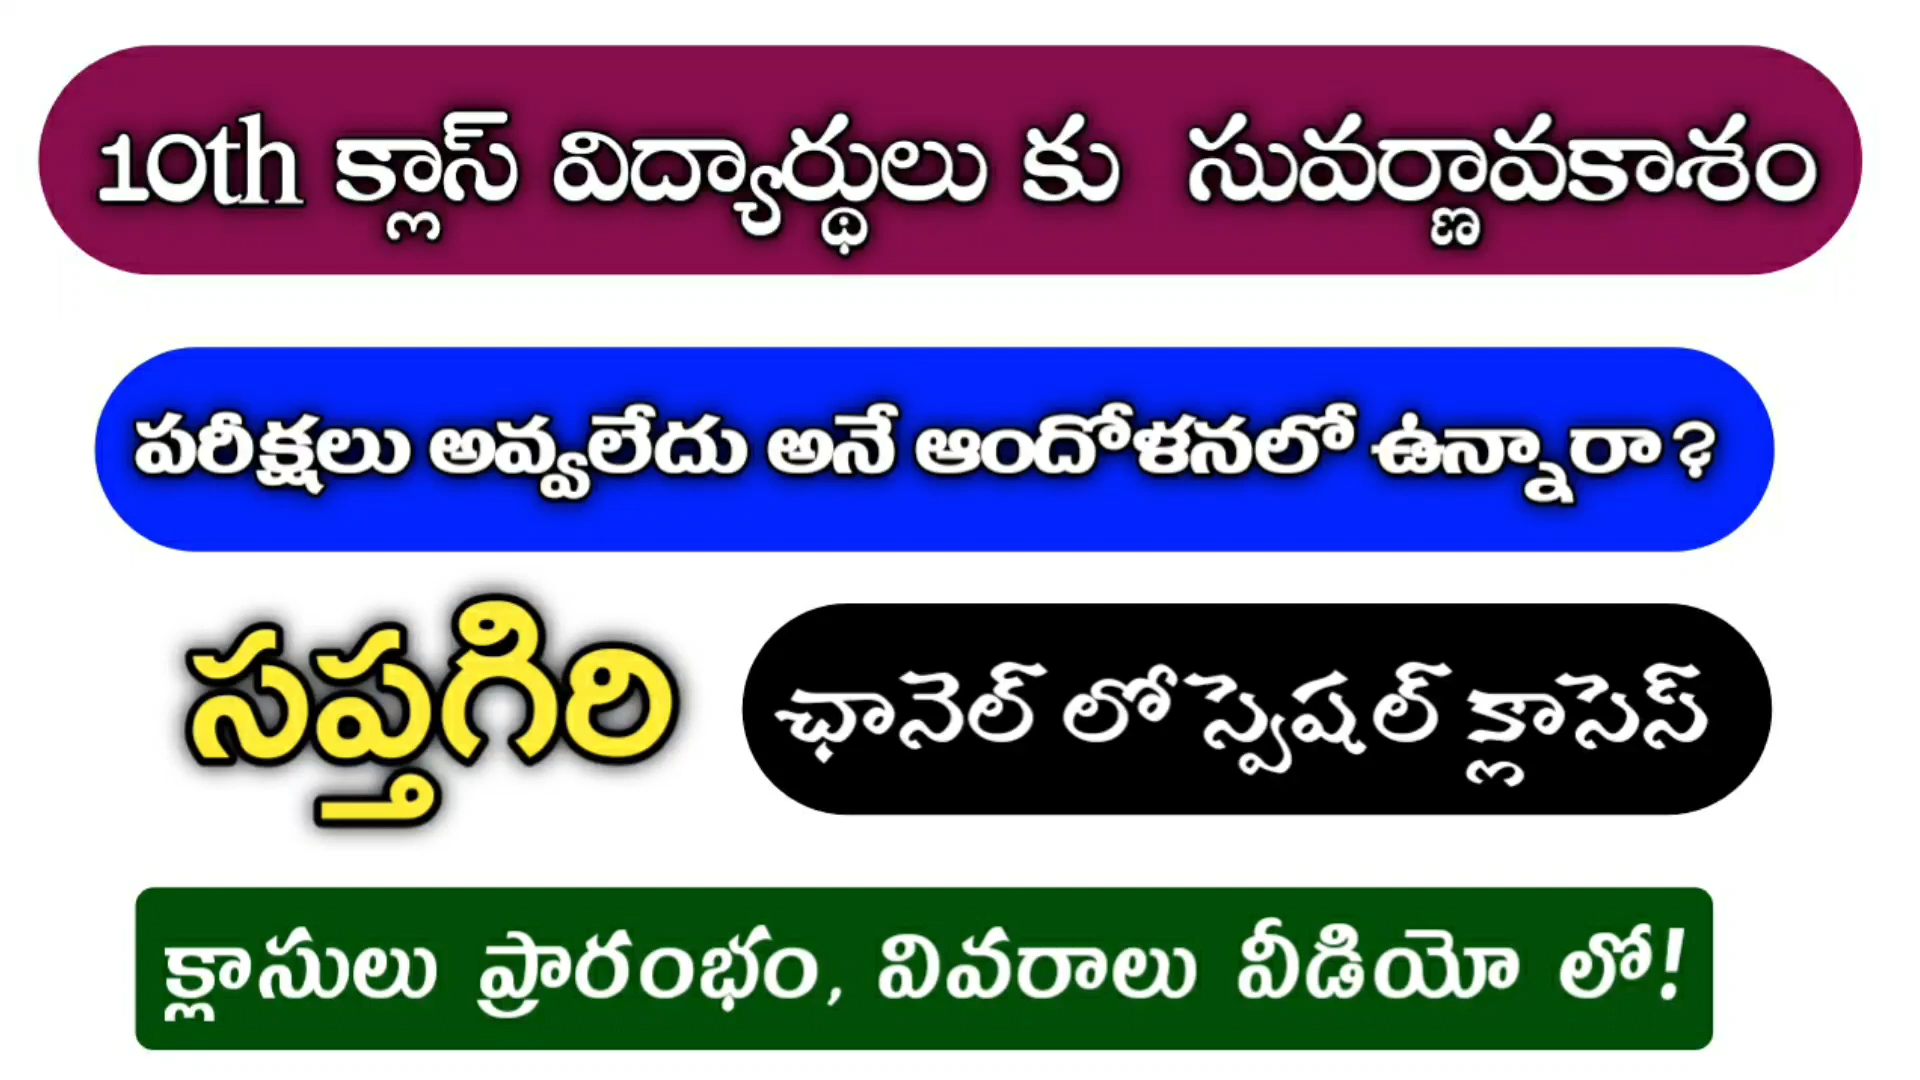 10th క్లాస్ విద్యార్థులు కు సువర్ణావకాశం
పరీక్షలు అవ్వలేదు అనే ఆందోళనలో ఉన్నారా?
సప్తగిరి ఛానెల్ లో స్పెషల్ క్లాసెస్
క్లాసులు ప్రారంభం, వివరాలు వీడియో లో!